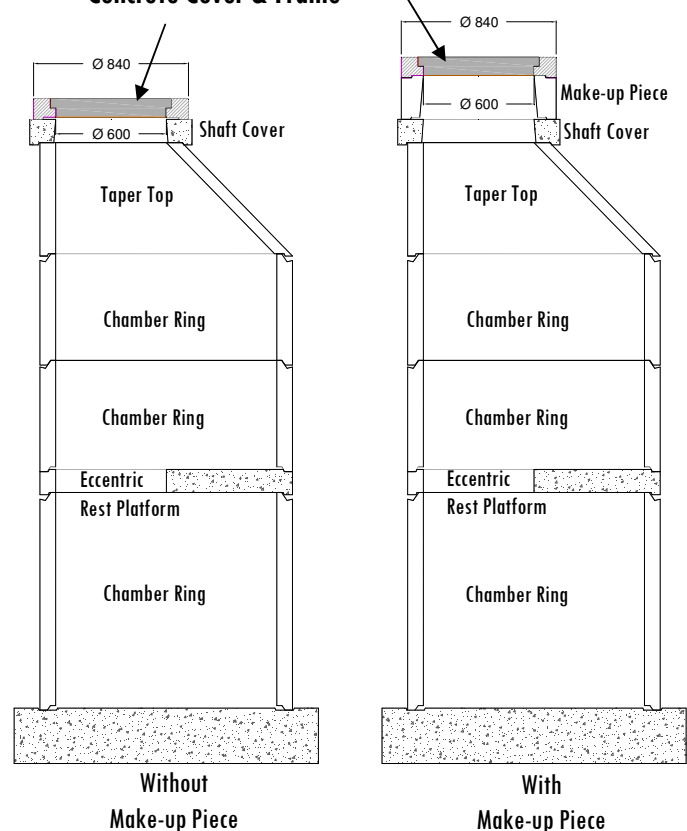 Concrete Cover & Frame
Ø 840
Ø 600
Shaft Cover
Taper Top
Chamber Ring
Chamber Ring
Eccentric
Rest Platform
Chamber Ring
Without
Make-up Piece
Ø 840
Ø 600
Make-up Piece
Shaft Cover
Taper Top
Chamber Ring
Chamber Ring
Eccentric
Rest Platform
Chamber Ring
With
Make-up Piece